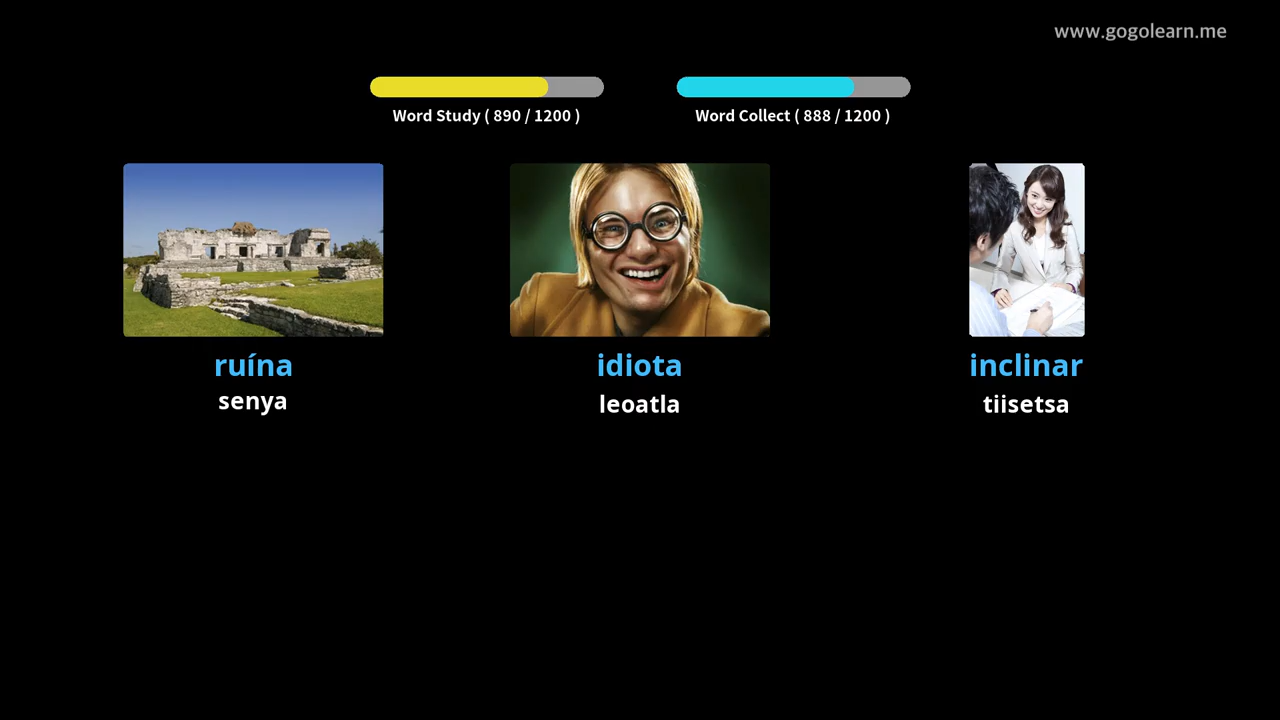 www.gogolearn.me
Word Study ( 890 / 1200 )
Word Collect ( 888 / 1200 )
ruína
idiota
inclinar
senya
leoatla
tiisetsa